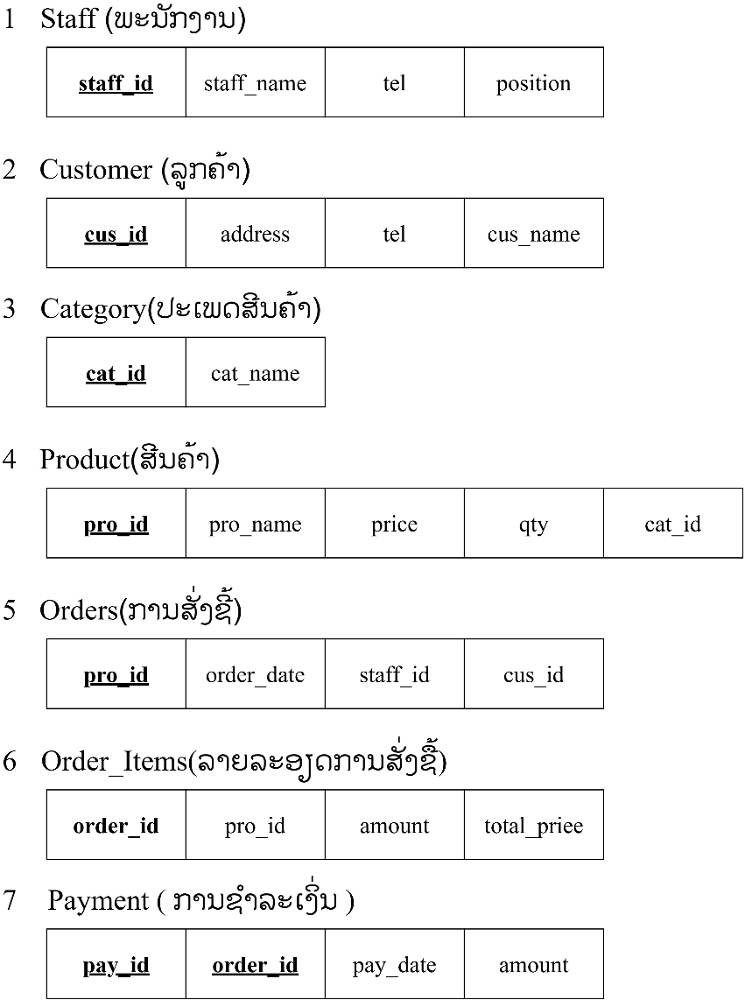 1 Staff (ພະນັກງານ)
staff_id staff_name tel position
2 Customer (ລູກຄ້າ)
cus_id address tel cus_name
3 Category(ປະເພດສິນຄ້າ)
cat_id cat_name
4 Product(ສິນຄ້າ)
pro_id pro_name price qty cat_id
5 Orders(ການສັ່ງຊື້)
pro_id order_date staff_id cus_id
6 Order_Items(ລາຍລະອຽດການສັ່ງຊື້)
order_id pro_id amount total_priee
7 Payment ( ການຊຳລະເງິ່ນ )
pay_id order_id pay_date amount